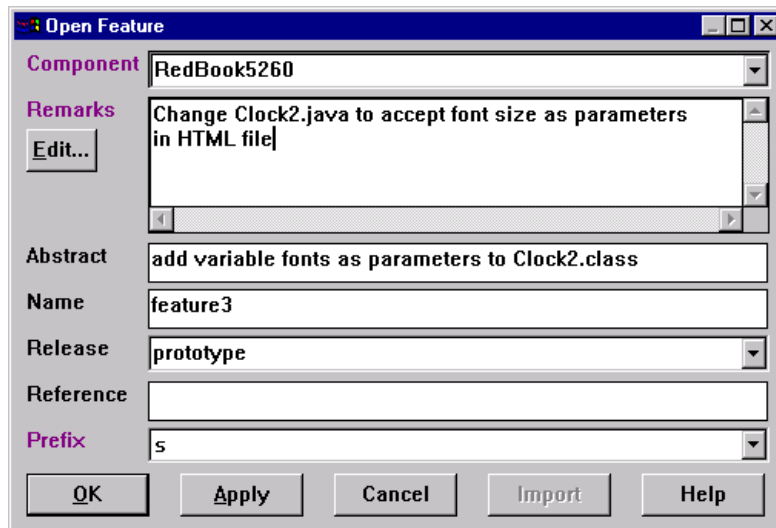 Open Feature
Component RedBook5260
Remarks Change Clock2.java to accept font size as parameters
in HTML file
Edit...
Abstract add variable fonts as parameters to Clock2.class
Name feature3
Release prototype
Reference
Prefix s
OK Apply Cancel Import Help